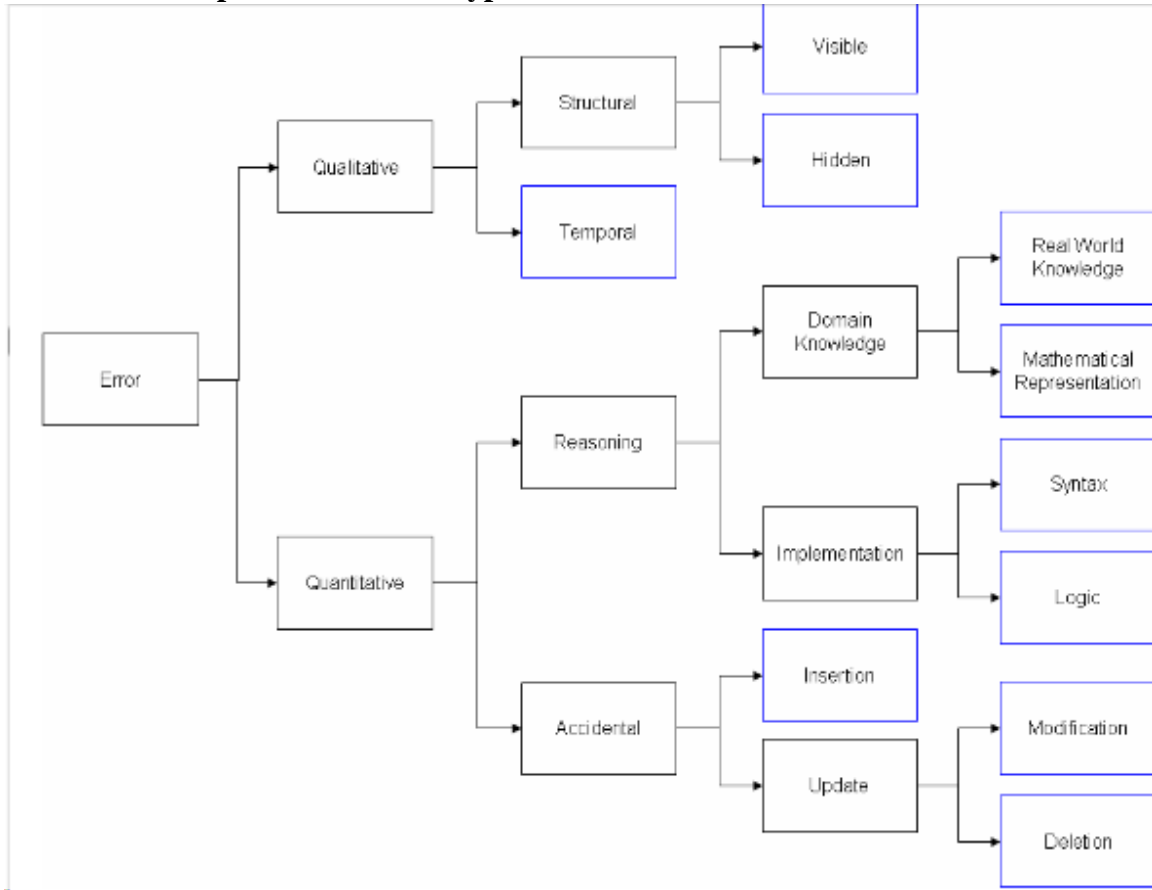 Visible
Structural
Hidden
Qualitative
Temporal
Real World
Knowledge
Domain
Knowledge
Mathematical
Representation
Error
Reasoning
Syntax
Implementation
Quantitative
Logic
Insertion
Accidental
Modification
Update
Deletion